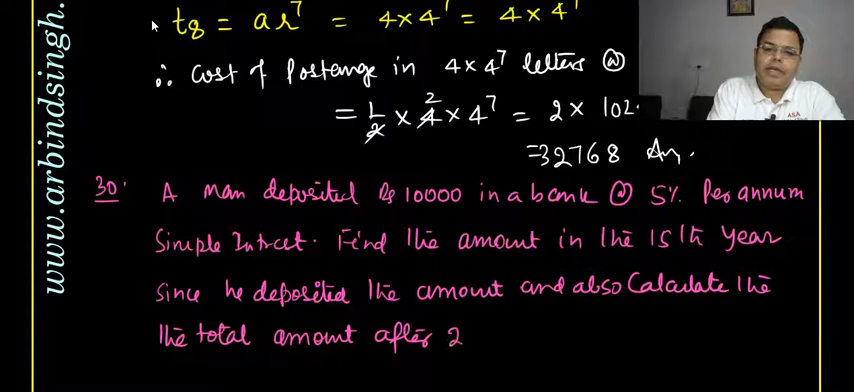 www.arbindsingh.
t8 = ar⁷ = 4×4⁷ = 4×4⁷
∴ Cost of Postange in 4×4⁷ letters @
= 1/2 × 4 2 × 4⁷ = 2 × 102
=32768 An.
30. A man deposited Rs 10000 in a bank @ 5% Per annum
Simple Intrest. Find the amount in the 15th year
since he deposited the amount and also Calculate the
the total amount after 2